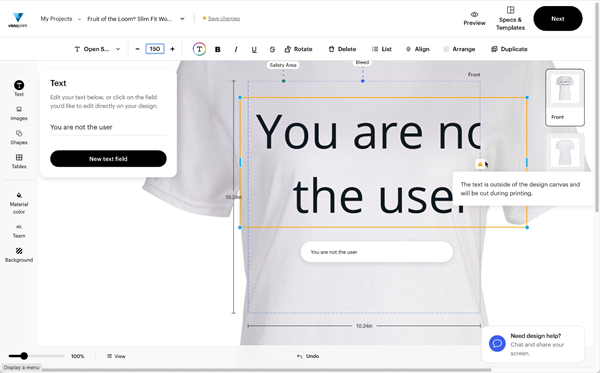 vistaprint
My Projects
Fruit of the Loom® Slim Fit Wo...
Save changes
Preview
Specs &
Templates
Next
Open S...
150
T
B
I
U
S
Rotate
Delete
List
Align
Arrange
Duplicate
Text
Images
Shapes
Tables
Material
color
Team
Background
Text
Edit your text below, or click on the field
you'd like to edit directly on your design.
You are not the user
New text field
Safety Area
Bleed
Front
You are no
the user
The text is outside of the design canvas and
will be cut during printing.
You are not the user
10.24in
10.24in
Front
Need design help?
Chat and share your
screen.
100%
View
Undo
Display a menu